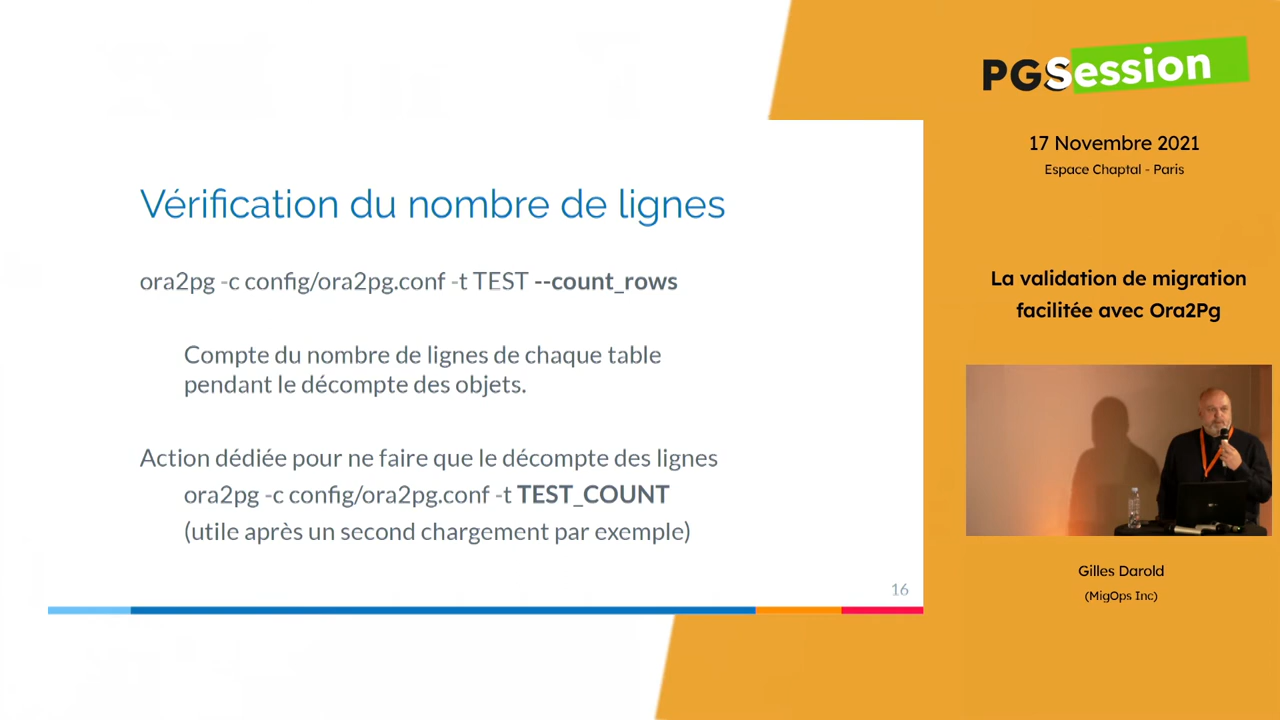 PGSession
17 Novembre 2021
Espace Chaptal - Paris
La validation de migration
facilitée avec Ora2Pg
Gilles Darold
(MigOps Inc)
Vérification du nombre de lignes
ora2pg -c config/ora2pg.conf -t TEST --count_rows
Compte du nombre de lignes de chaque table
pendant le décompte des objets.
Action dédiée pour ne faire que le décompte des lignes
ora2pg -c config/ora2pg.conf -t TEST_COUNT
(utile après un second chargement par exemple)
16